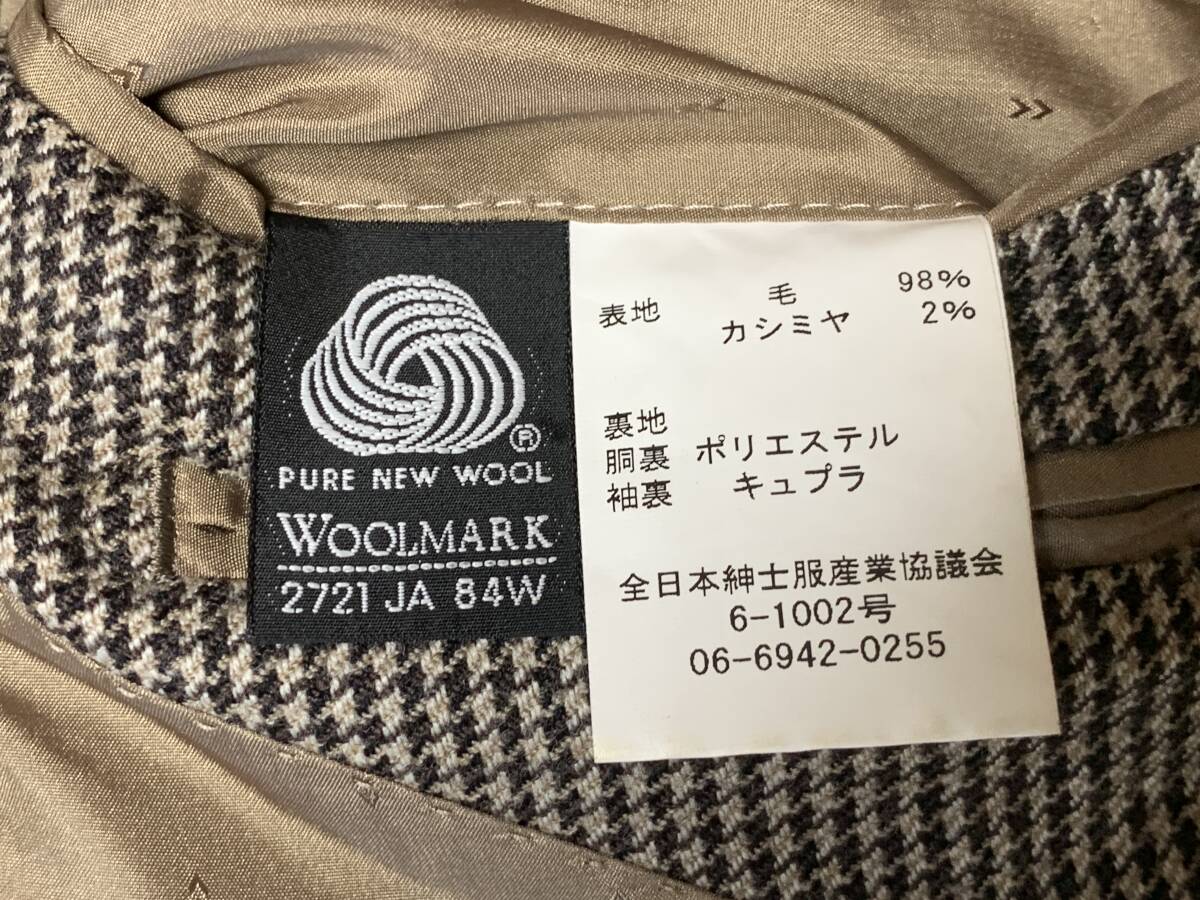 ®
PURE NEW WOOL
WOOLMARK
2721 JA 84W
表地 毛 98%
カシミヤ 2%
裏地
胴裏 ポリエステル
袖裏 キュプラ
全日本紳士服産業協議会
6-1002号
06-6942-0255